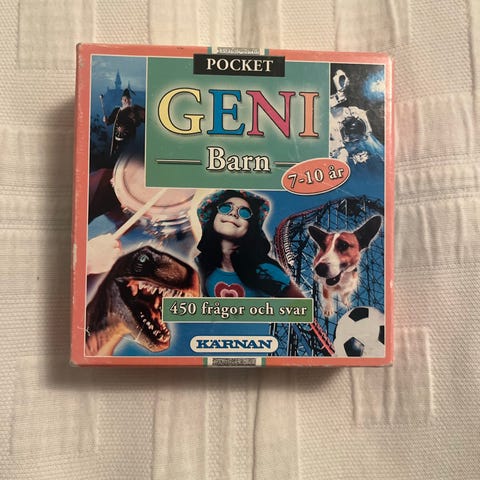 POCKET
GENI
Barn
7-10 år
450 frågor och svar
KÄRNAN